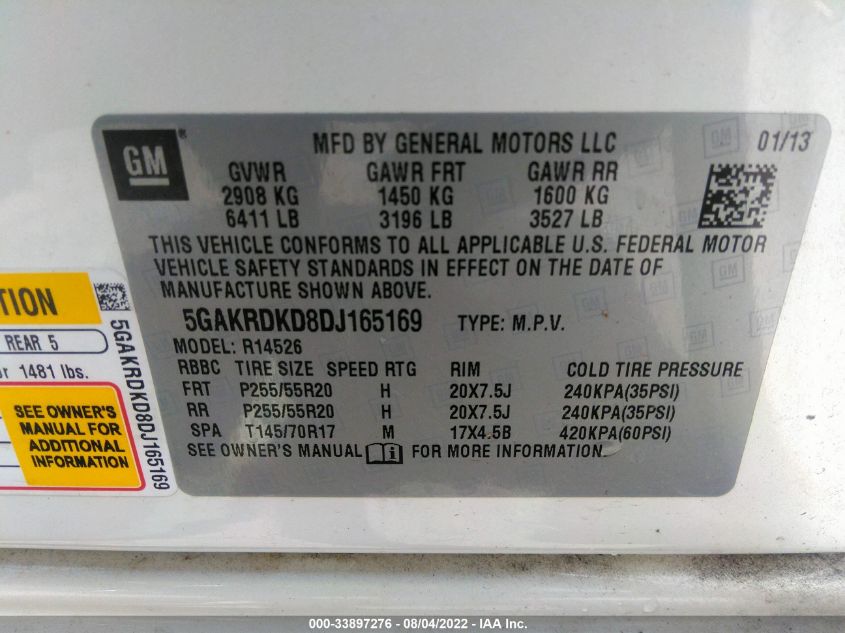 GM
®
MFD BY GENERAL MOTORS LLC 01/13
GVWR GAWR FRT GAWR RR
2908 KG 1450 KG 1600 KG
6411 LB 3196 LB 3527 LB
THIS VEHICLE CONFORMS TO ALL APPLICABLE U.S. FEDERAL MOTOR
VEHICLE SAFETY STANDARDS IN EFFECT ON THE DATE OF
MANUFACTURE SHOWN ABOVE.
5GAKRDKD8DJ165169 TYPE: M.P.V.
MODEL: R14526
RBBC TIRE SIZE SPEED RTG RIM COLD TIRE PRESSURE
FRT P255/55R20 H 20X7.5J 240KPA(35PSI)
RR P255/55R20 H 20X7.5J 240KPA(35PSI)
SPA T145/70R17 M 17X4.5B 420KPA(60PSI)
SEE OWNER'S MANUAL FOR MORE INFORMATION.
REAR 5
1481 lbs.
SEE OWNER'S
MANUAL FOR
ADDITIONAL
INFORMATION
5GAKRDKD8DJ165169
000-33897276 - 08/04/2022 - IAA Inc.